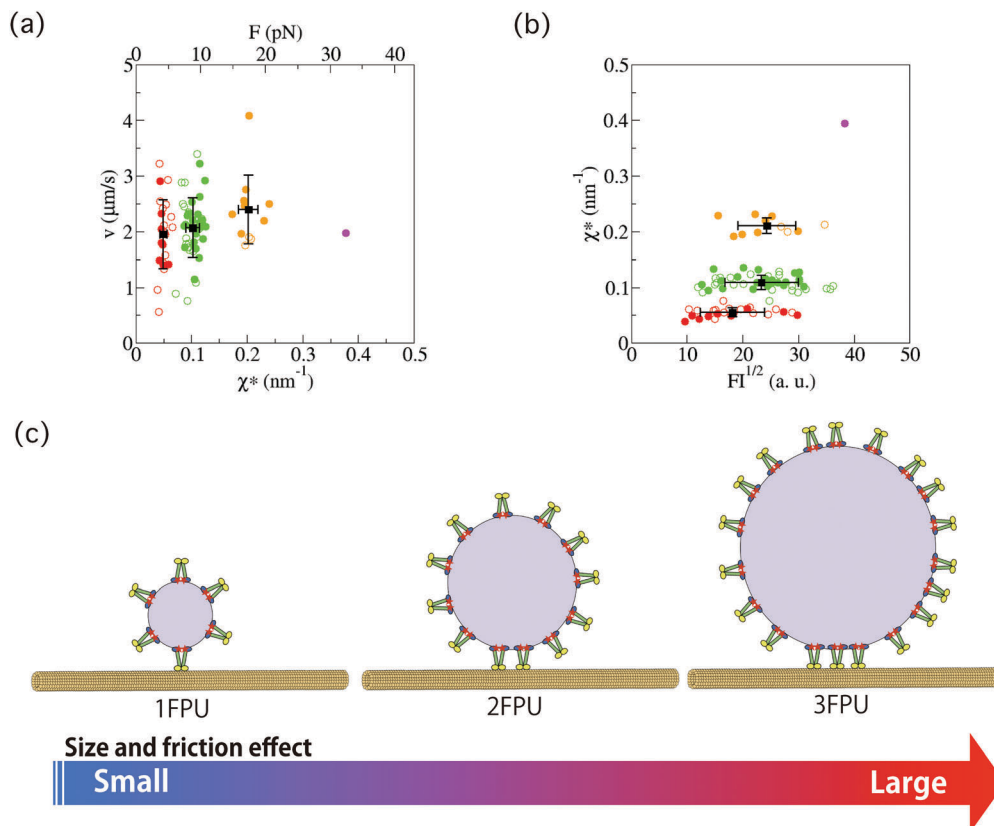 (a)
F (pN)
0 10 20 30 40
5
4
3
2
1
0
v (μm/s)
0 0.1 0.2 0.3 0.4 0.5
χ* (nm⁻¹)
(b)
0.5
0.4
0.3
0.2
0.1
0
χ* (nm⁻¹)
0 10 20 30 40 50
FI^1/2 (a. u.)
(c)
1FPU
2FPU
3FPU
Size and friction effect
Small
Large